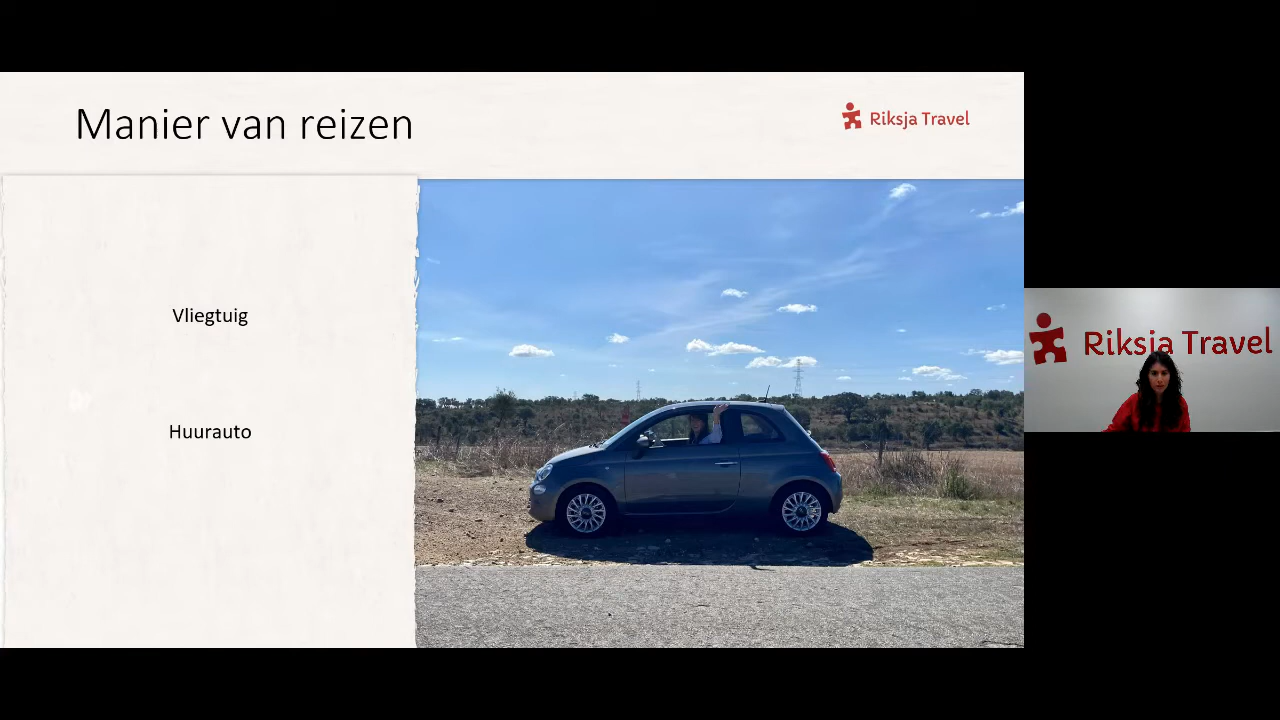 Manier van reizen
Riksja Travel
Vliegtuig
Huurauto
Riksja Travel